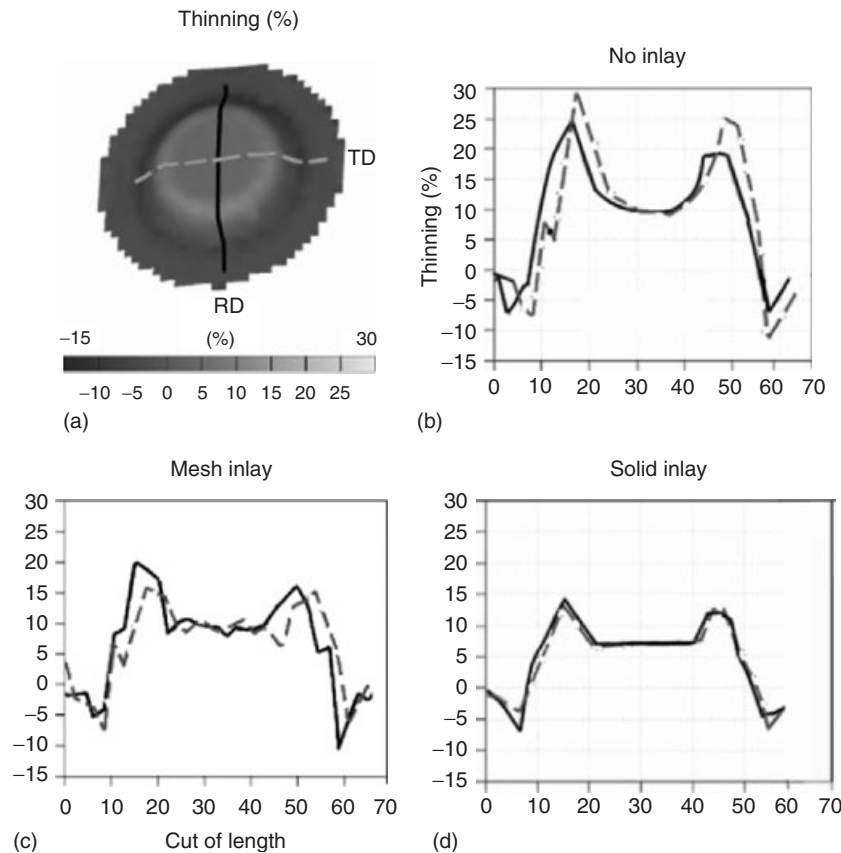 Thinning (%)
TD
RD
−15 (%) 30
−10 −5 0 5 10 15 20 25
(a)
No inlay
Thinning (%)
30
25
20
15
10
5
0
−5
−10
−15
0 10 20 30 40 50 60 70
(b)
Mesh inlay
30
25
20
15
10
5
0
−5
−10
−15
0 10 20 30 40 50 60 70
(c) Cut of length
Solid inlay
30
25
20
15
10
5
0
−5
−10
−15
0 10 20 30 40 50 60 70
(d)